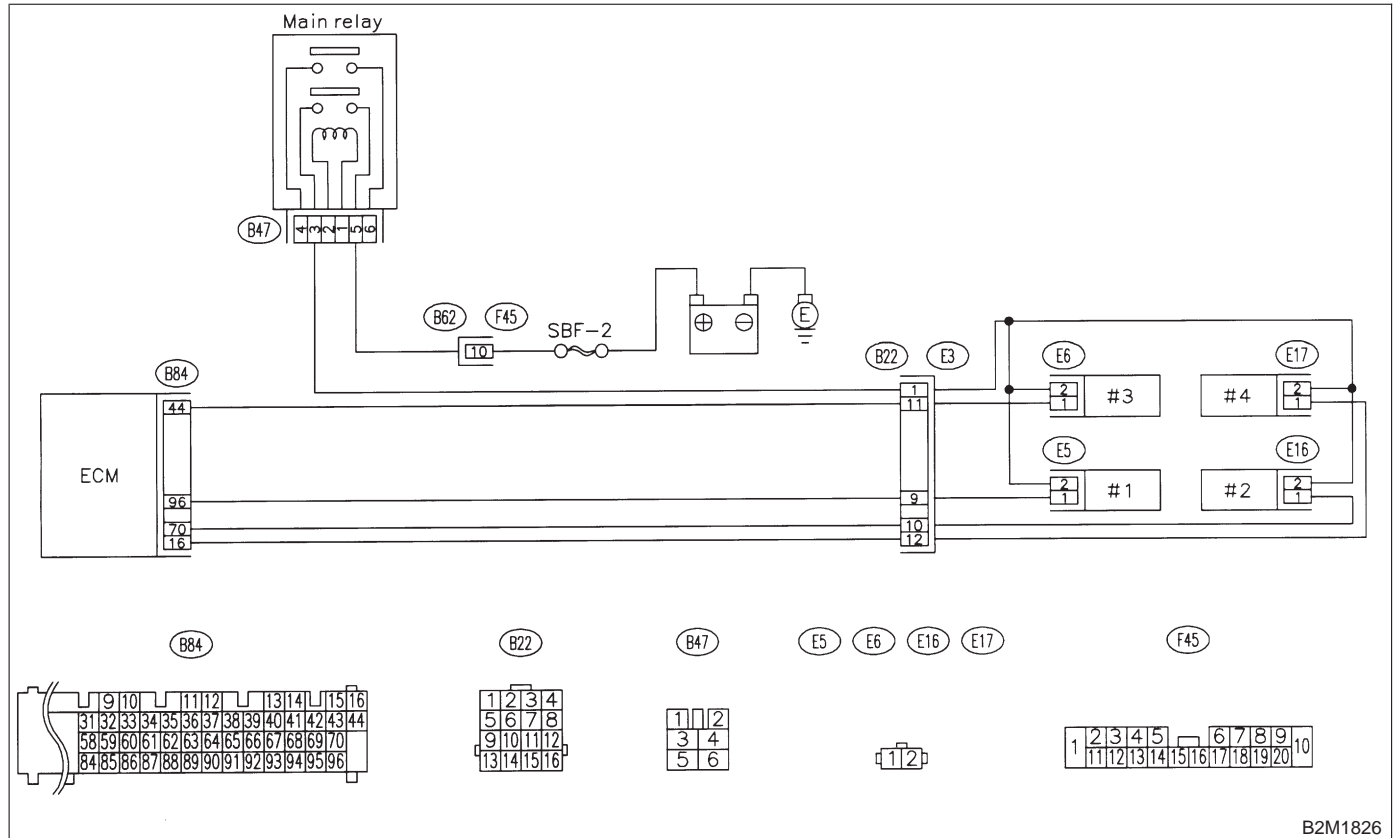 Main relay
B47
4 3 2 1 5 6
B62 F45 SBF-2
10
⊕ ⊖ E
B84
44
ECM
96
70
16
B22 E3
1
11
9
10
12
E6
2
1
#3
E17
#4
2
1
E5
2
1
#1
E16
#2
2
1
B84
9 10 11 12 13 14 15 16
31 32 33 34 35 36 37 38 39 40 41 42 43 44
58 59 60 61 62 63 64 65 66 67 68 69 70
84 85 86 87 88 89 90 91 92 93 94 95 96
B22
1 2 3 4
5 6 7 8
9 10 11 12
13 14 15 16
B47
1 2
3 4
5 6
E5 E6 E16 E17
1 2
F45
1 2 3 4 5 6 7 8 9 10
11 12 13 14 15 16 17 18 19 20
B2M1826